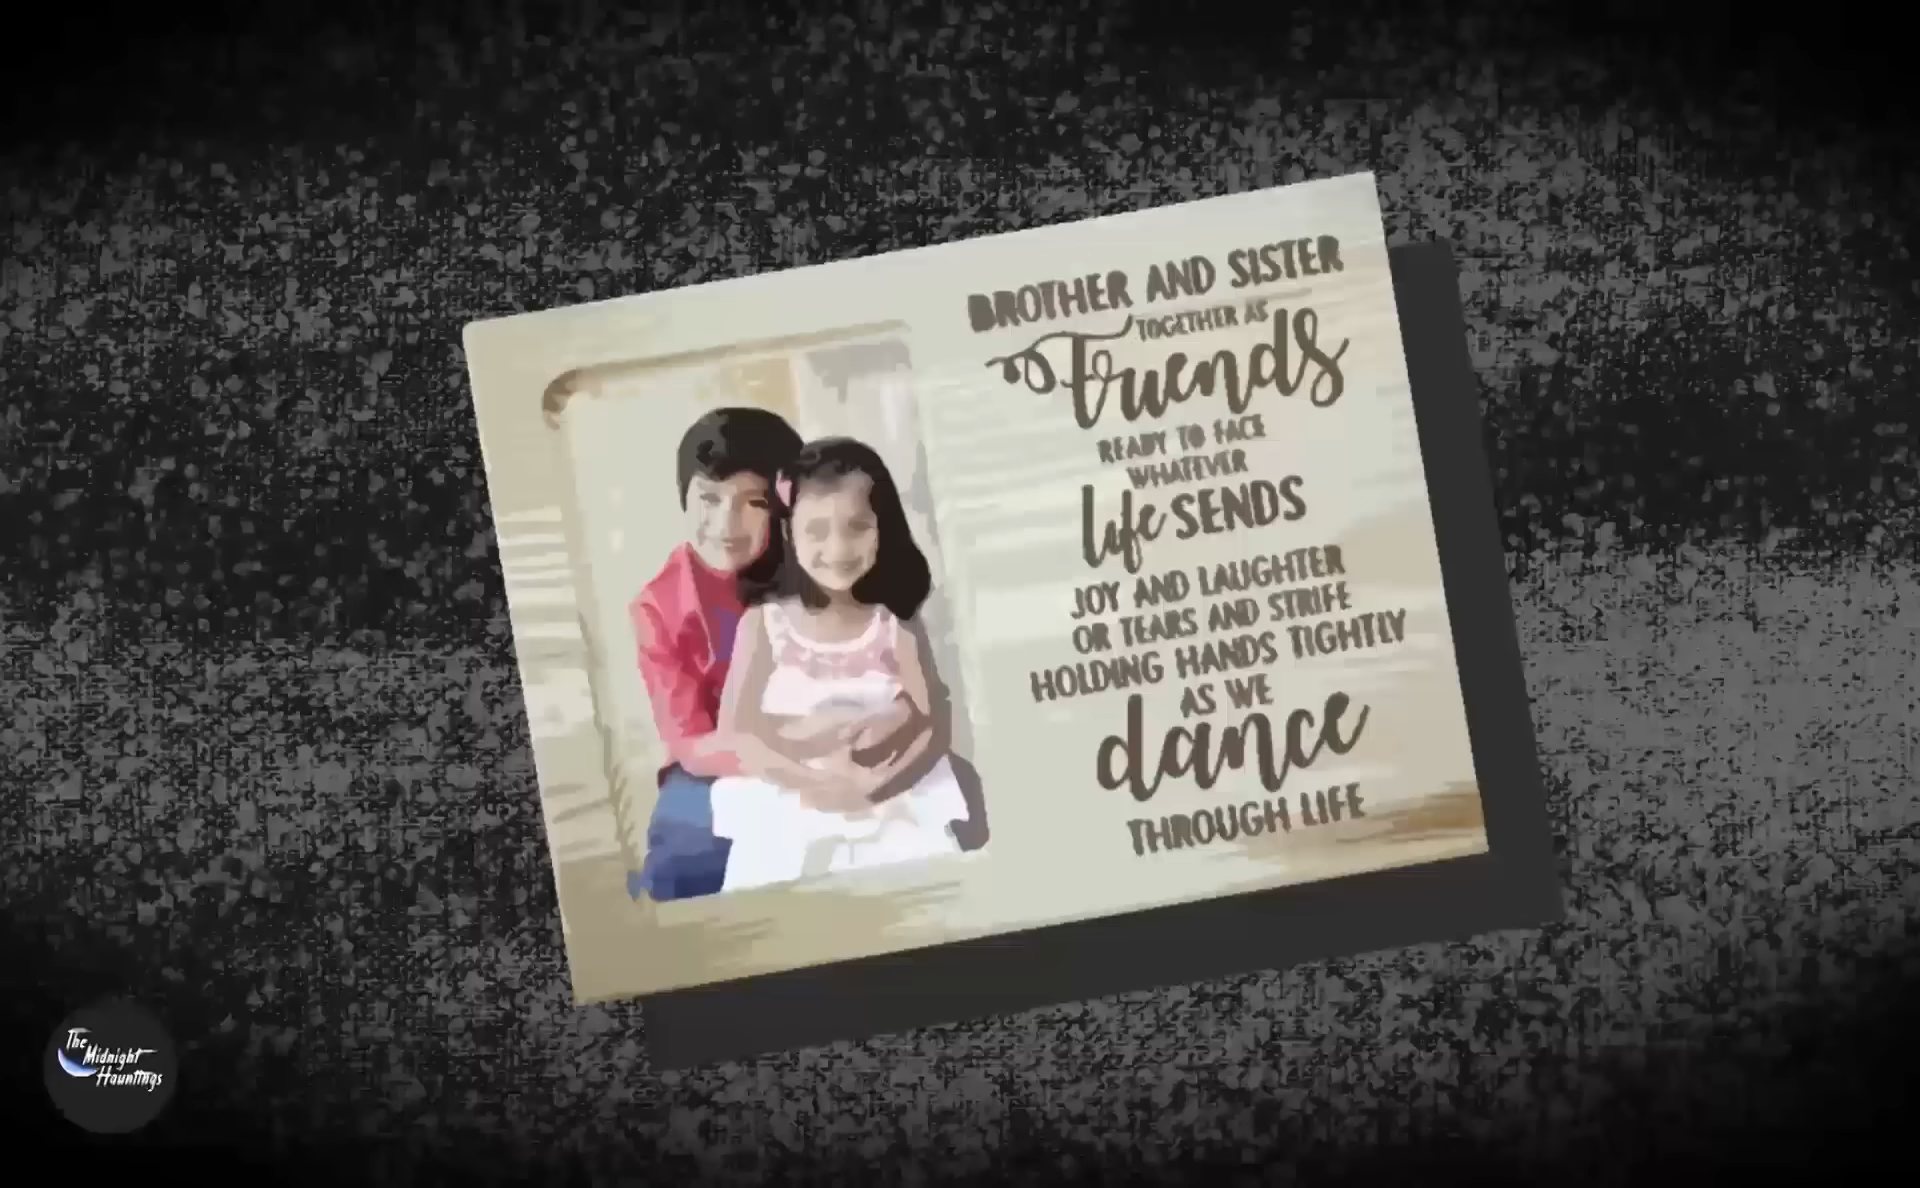 BROTHER AND SISTER
TOGETHER AS
Friends
READY TO FACE
WHATEVER
life SENDS
JOY AND LAUGHTER
OR TEARS AND STRIFE
HOLDING HANDS TIGHTLY
AS WE
dance
THROUGH LIFE
The
Midnight
Hauntings